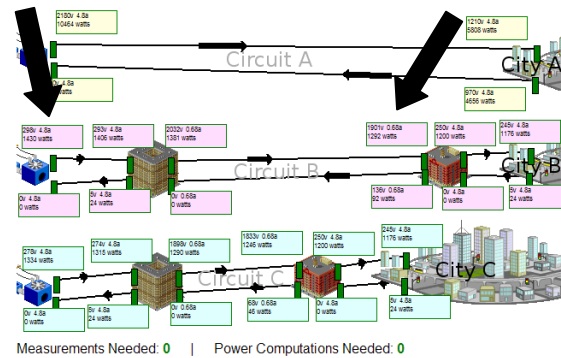 2180v 4.8a
10464 watts
1210v 4.8a
5808 watts
Circuit A
City A
4.8a
watts
970v 4.8a
4656 watts
298v 4.8a
1430 watts
293v 4.8a
1406 watts
2032v 0.68a
1381 watts
1901v 0.68a
1292 watts
250v 4.8a
1200 watts
245v 4.8a
1176 watts
Circuit B
City B
0v 4.8a
0 watts
5v 4.8a
24 watts
0v 0.68a
0 watts
136v 0.68a
92 watts
0v 4.8a
0 watts
5v 4.8a
24 watts
278v 4.8a
1334 watts
274v 4.8a
1315 watts
1898v 0.68a
1290 watts
1833v 0.68a
1246 watts
250v 4.8a
1200 watts
245v 4.8a
1176 watts
Circuit C
City C
0v 4.8a
0 watts
5v 4.8a
24 watts
0v 0.68a
0 watts
68v 0.68a
46 watts
0v 4.8a
0 watts
5v 4.8a
24 watts
Measurements Needed: 0 | Power Computations Needed: 0